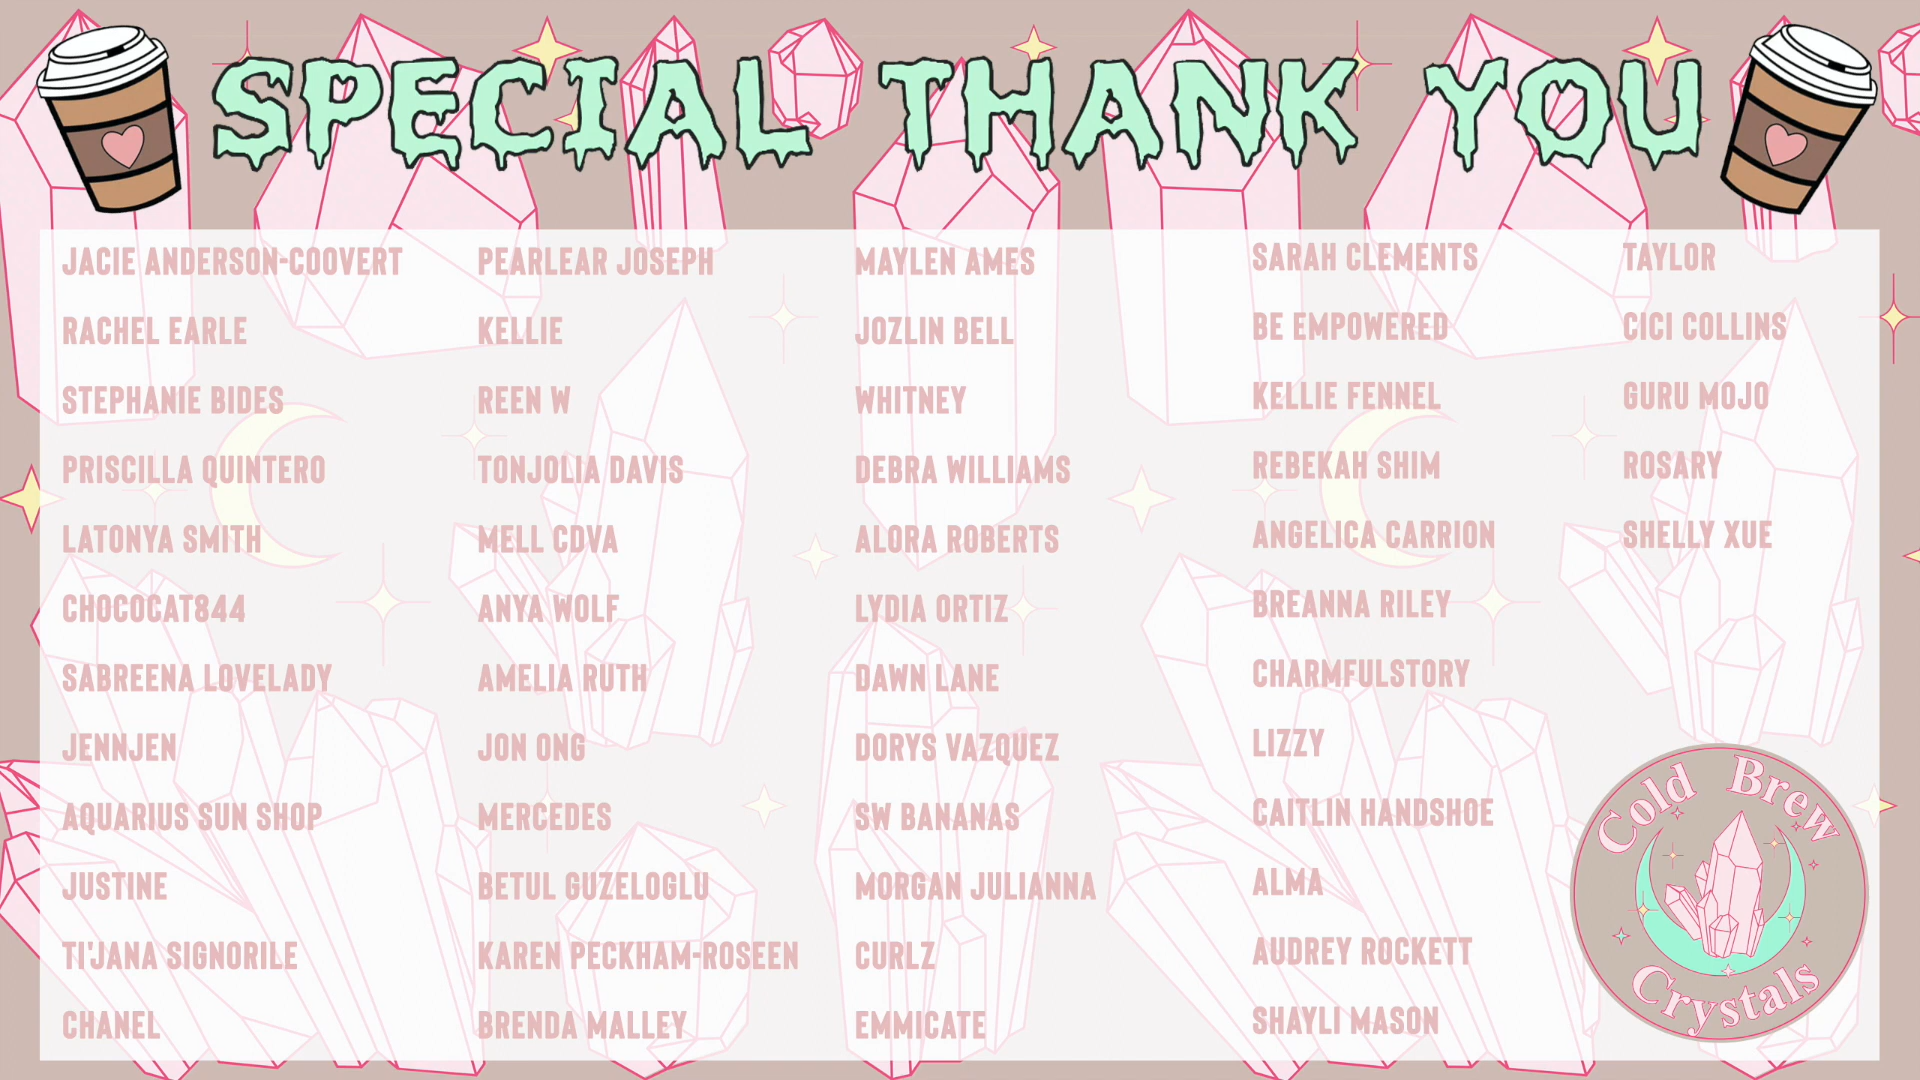 SPECIAL THANK YOU
JACIE ANDERSON-COOVERT
RACHEL EARLE
STEPHANIE BIDES
PRISCILLA QUINTERO
LATONYA SMITH
CHOCOCAT844
SABREENA LOVELADY
JENNJEN
AQUARIUS SUN SHOP
JUSTINE
TI'JANA SIGNORILE
CHANEL
PEARLEAR JOSEPH
KELLIE
REEN W
TONJOLIA DAVIS
MELL CDVA
ANYA WOLF
AMELIA RUTH
JON ONG
MERCEDES
BETUL GUZELOGLU
KAREN PECKHAM-ROSEEN
BRENDA MALLEY
MAYLEN AMES
JOZLIN BELL
WHITNEY
DEBRA WILLIAMS
ALORA ROBERTS
LYDIA ORTIZ
DAWN LANE
DORYS VAZQUEZ
SW BANANAS
MORGAN JULIANNA
CURLZ
EMMICATE
SARAH CLEMENTS
BE EMPOWERED
KELLIE FENNEL
REBEKAH SHIM
ANGELICA CARRION
BREANNA RILEY
CHARMFULSTORY
LIZZY
CAITLIN HANDSHOE
ALMA
AUDREY ROCKETT
SHAYLI MASON
TAYLOR
CICI COLLINS
GURU MOJO
ROSARY
SHELLY XUE
Cold Brew
Crystals